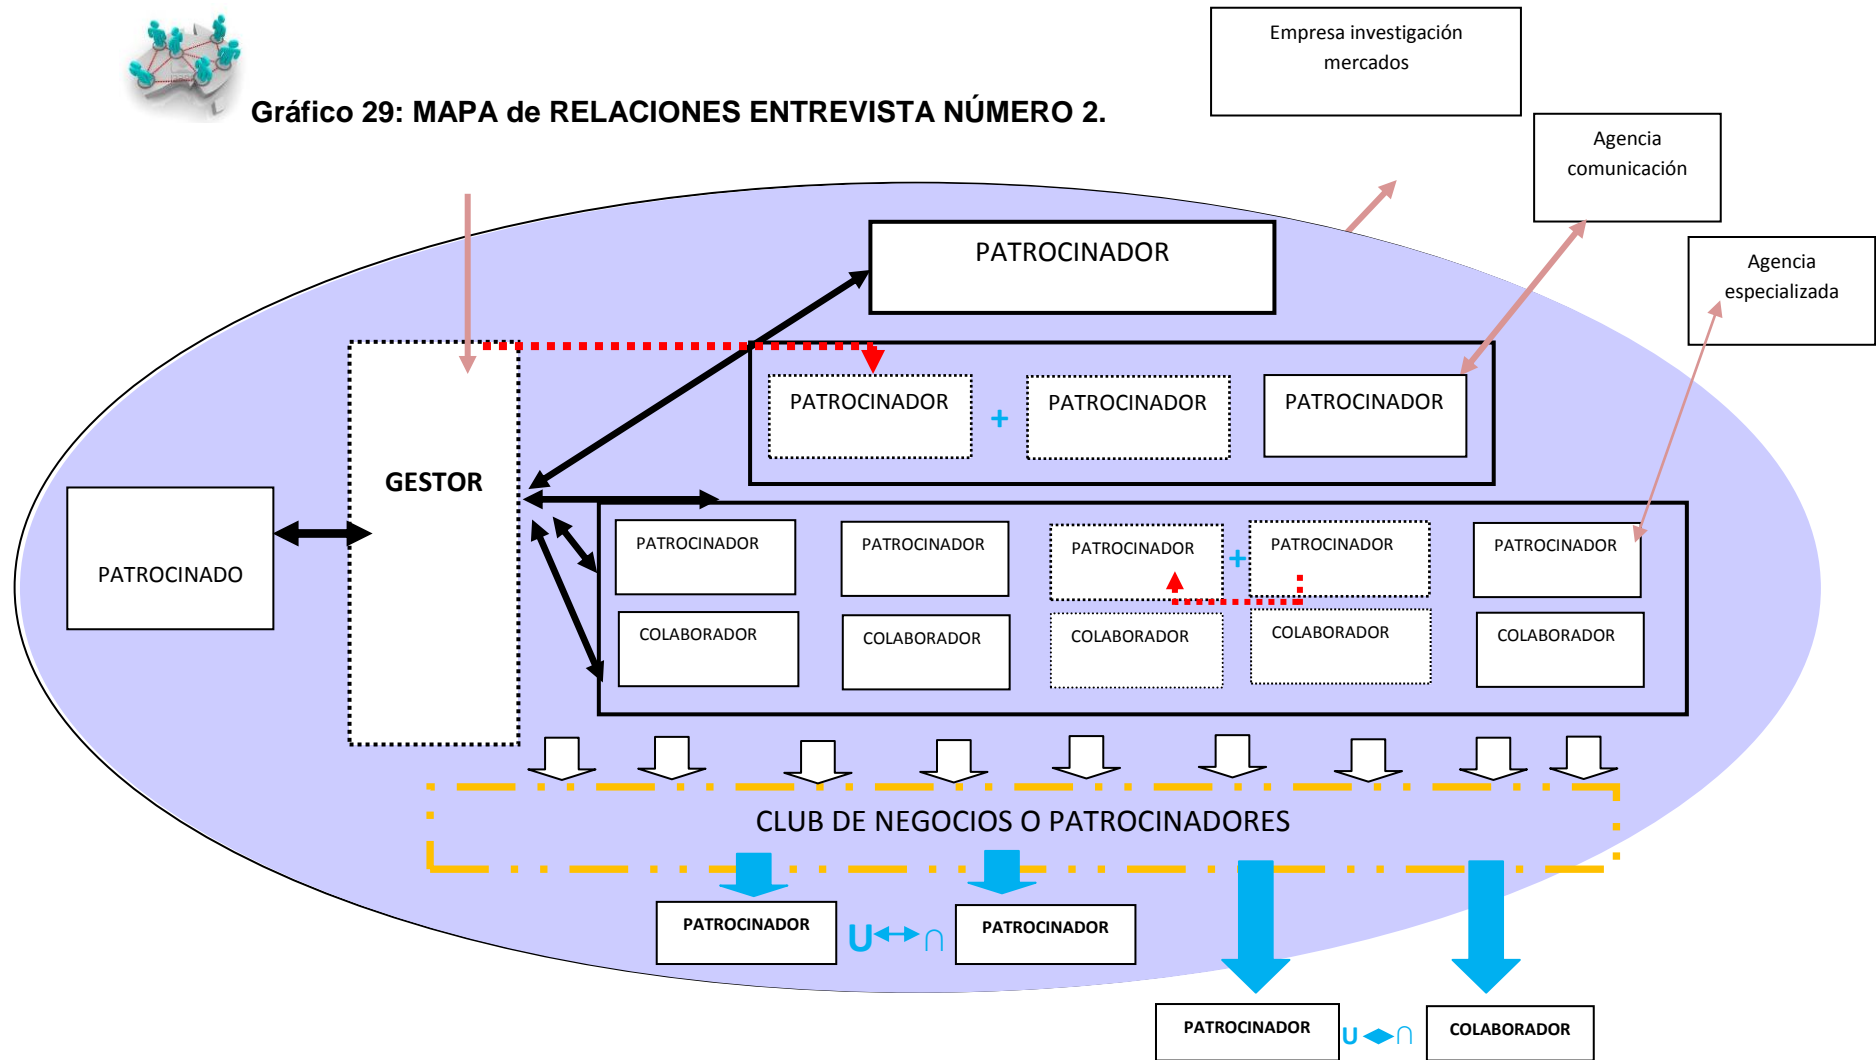 Empresa investigación
mercados
Gráfico 29: MAPA de RELACIONES ENTREVISTA NÚMERO 2.
Agencia
comunicación
Agencia
especializada
PATROCINADOR
PATROCINADOR + PATROCINADOR PATROCINADOR
GESTOR
PATROCINADO
PATROCINADOR PATROCINADOR PATROCINADOR + PATROCINADOR PATROCINADOR
COLABORADOR COLABORADOR COLABORADOR COLABORADOR COLABORADOR
CLUB DE NEGOCIOS O PATROCINADORES
PATROCINADOR U ∩ PATROCINADOR
PATROCINADOR U ∩ COLABORADOR